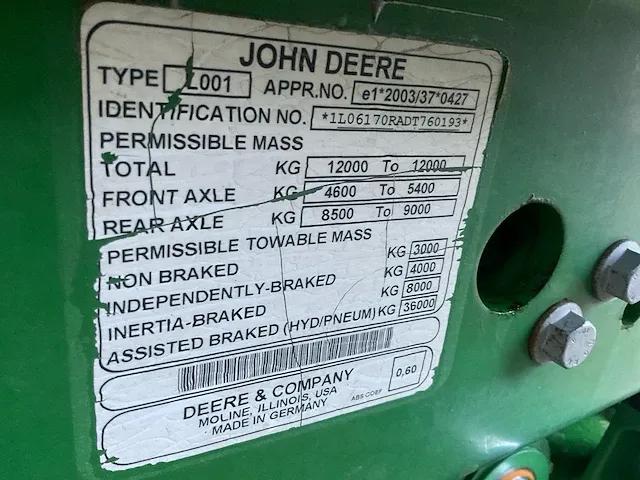 JOHN DEERE
TYPE L001 APPR.NO. e1*2003/37*0427
IDENTIFICATION NO. *1L06170RADT760193*
PERMISSIBLE MASS
TOTAL KG 12000 To 12000
FRONT AXLE KG 4600 To 5400
REAR AXLE KG 8500 To 9000
PERMISSIBLE TOWABLE MASS
NON BRAKED KG 3000
INDEPENDENTLY-BRAKED KG 4000
INERTIA-BRAKED KG 8000
ASSISTED BRAKED (HYD/PNEUM) KG 36000
DEERE & COMPANY
MOLINE, ILLINOIS, USA
MADE IN GERMANY
ABS COEF 0,60